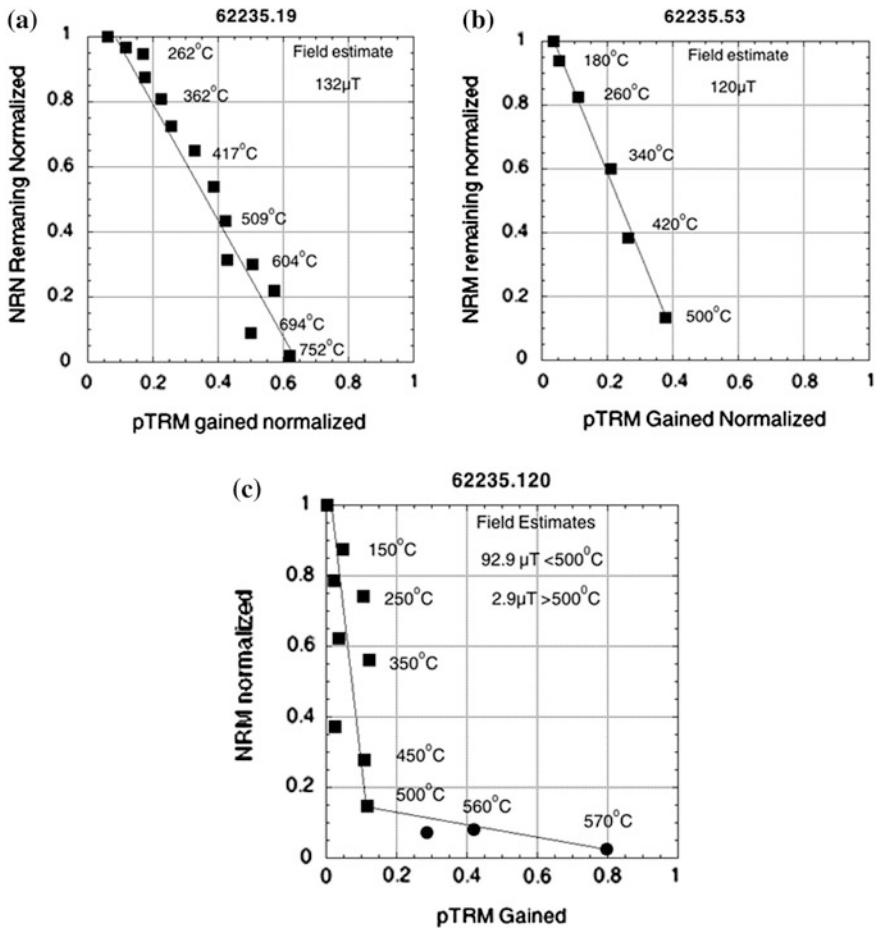 (a)
62235.19
1
0.8
0.6
0.4
0.2
0
NRN Remaning Normalized
262°C
362°C
417°C
509°C
604°C
694°C
752°C
Field estimate
132µT
0 0.2 0.4 0.6 0.8 1
pTRM gained normalized
(b)
62235.53
1
0.8
0.6
0.4
0.2
0
NRM remaining normalized
180°C
260°C
340°C
420°C
500°C
Field estimate
120µT
0 0.2 0.4 0.6 0.8 1
pTRM Gained Normalized
(c)
62235.120
1
0.8
0.6
0.4
0.2
0
NRM normalized
Field Estimates
92.9 µT <500°C
2.9µT >500°C
150°C
250°C
350°C
450°C
500°C
560°C
570°C
0 0.2 0.4 0.6 0.8 1
pTRM Gained